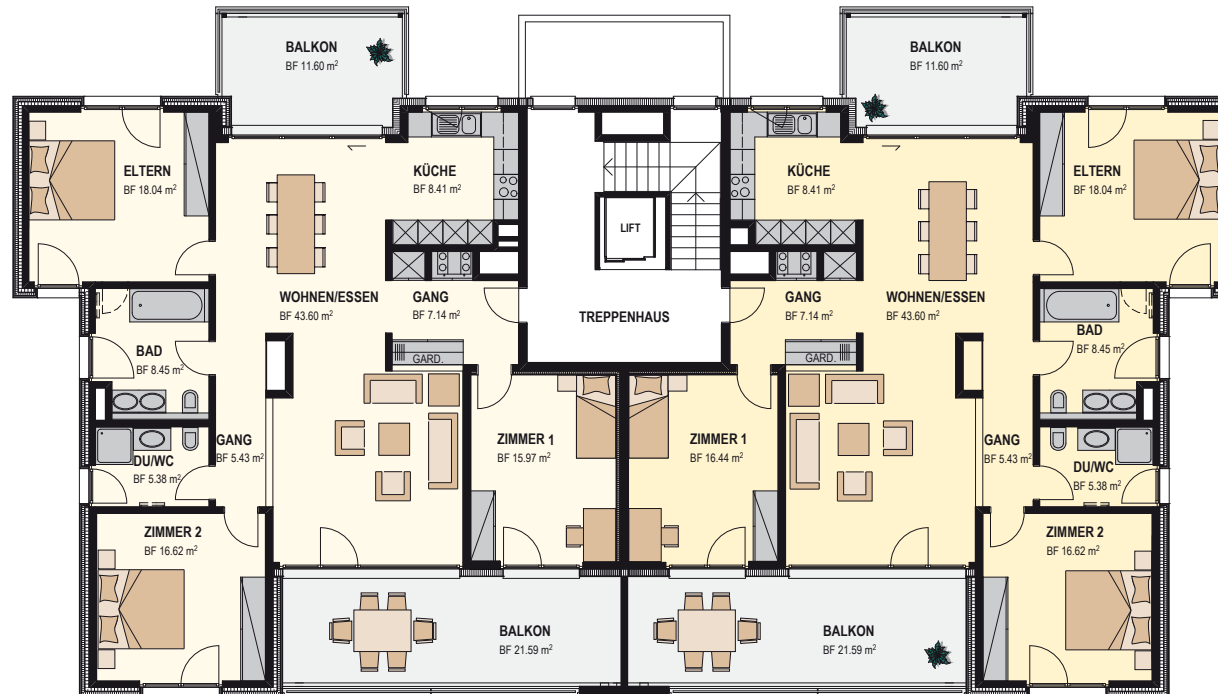 BALKON
BF 11.60 m²
BALKON
BF 11.60 m²
ELTERN
BF 18.04 m²
KÜCHE
BF 8.41 m²
KÜCHE
BF 8.41 m²
ELTERN
BF 18.04 m²
LIFT
WOHNEN/ESSEN
BF 43.60 m²
GANG
BF 7.14 m²
TREPPENHAUS
GANG
BF 7.14 m²
WOHNEN/ESSEN
BF 43.60 m²
BAD
BF 8.45 m²
GARD.
GARD.
BAD
BF 8.45 m²
GANG
BF 5.43 m²
DU/WC
BF 5.38 m²
ZIMMER 1
BF 15.97 m²
ZIMMER 1
BF 16.44 m²
GANG
BF 5.43 m²
DU/WC
BF 5.38 m²
ZIMMER 2
BF 16.62 m²
ZIMMER 2
BF 16.62 m²
BALKON
BF 21.59 m²
BALKON
BF 21.59 m²